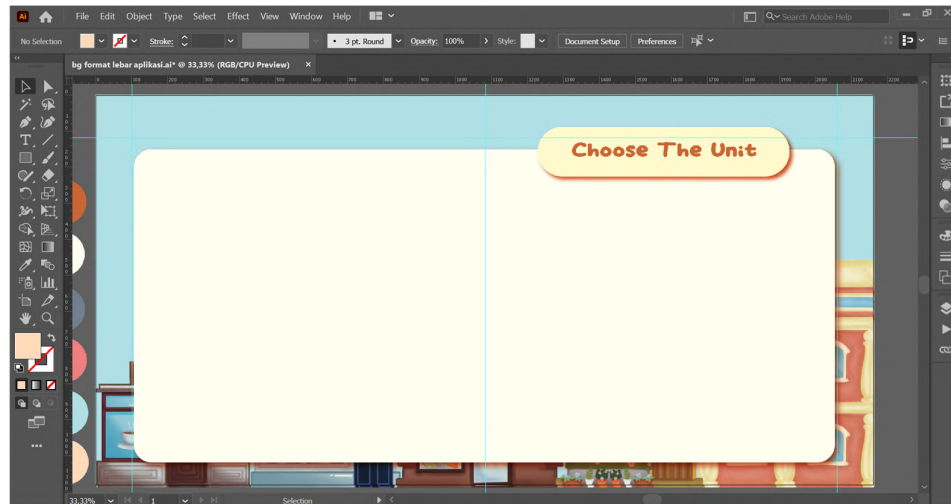 Ai File Edit Object Type Select Effect View Window Help Search Adobe Help
No Selection Stroke: 3 pt. Round Opacity: 100% Style: Document Setup Preferences
bg format lebar aplikasi.ai* @ 33,33% (RGB/CPU Preview) ×
Choose The Unit
33,33% 1 Selection